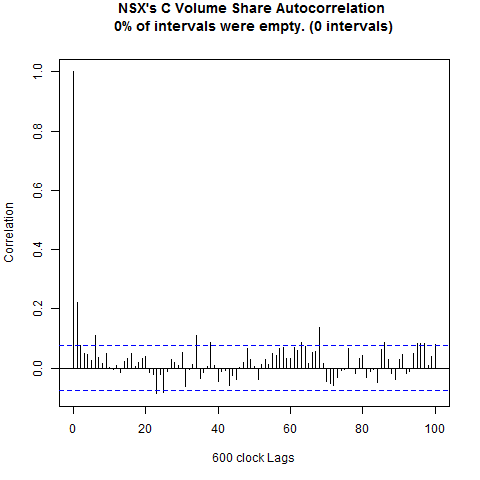 NSX's C Volume Share Autocorrelation
0% of intervals were empty. (0 intervals)
1.0
0.8
0.6
0.4
0.2
0.0
Correlation
0 20 40 60 80 100
600 clock Lags